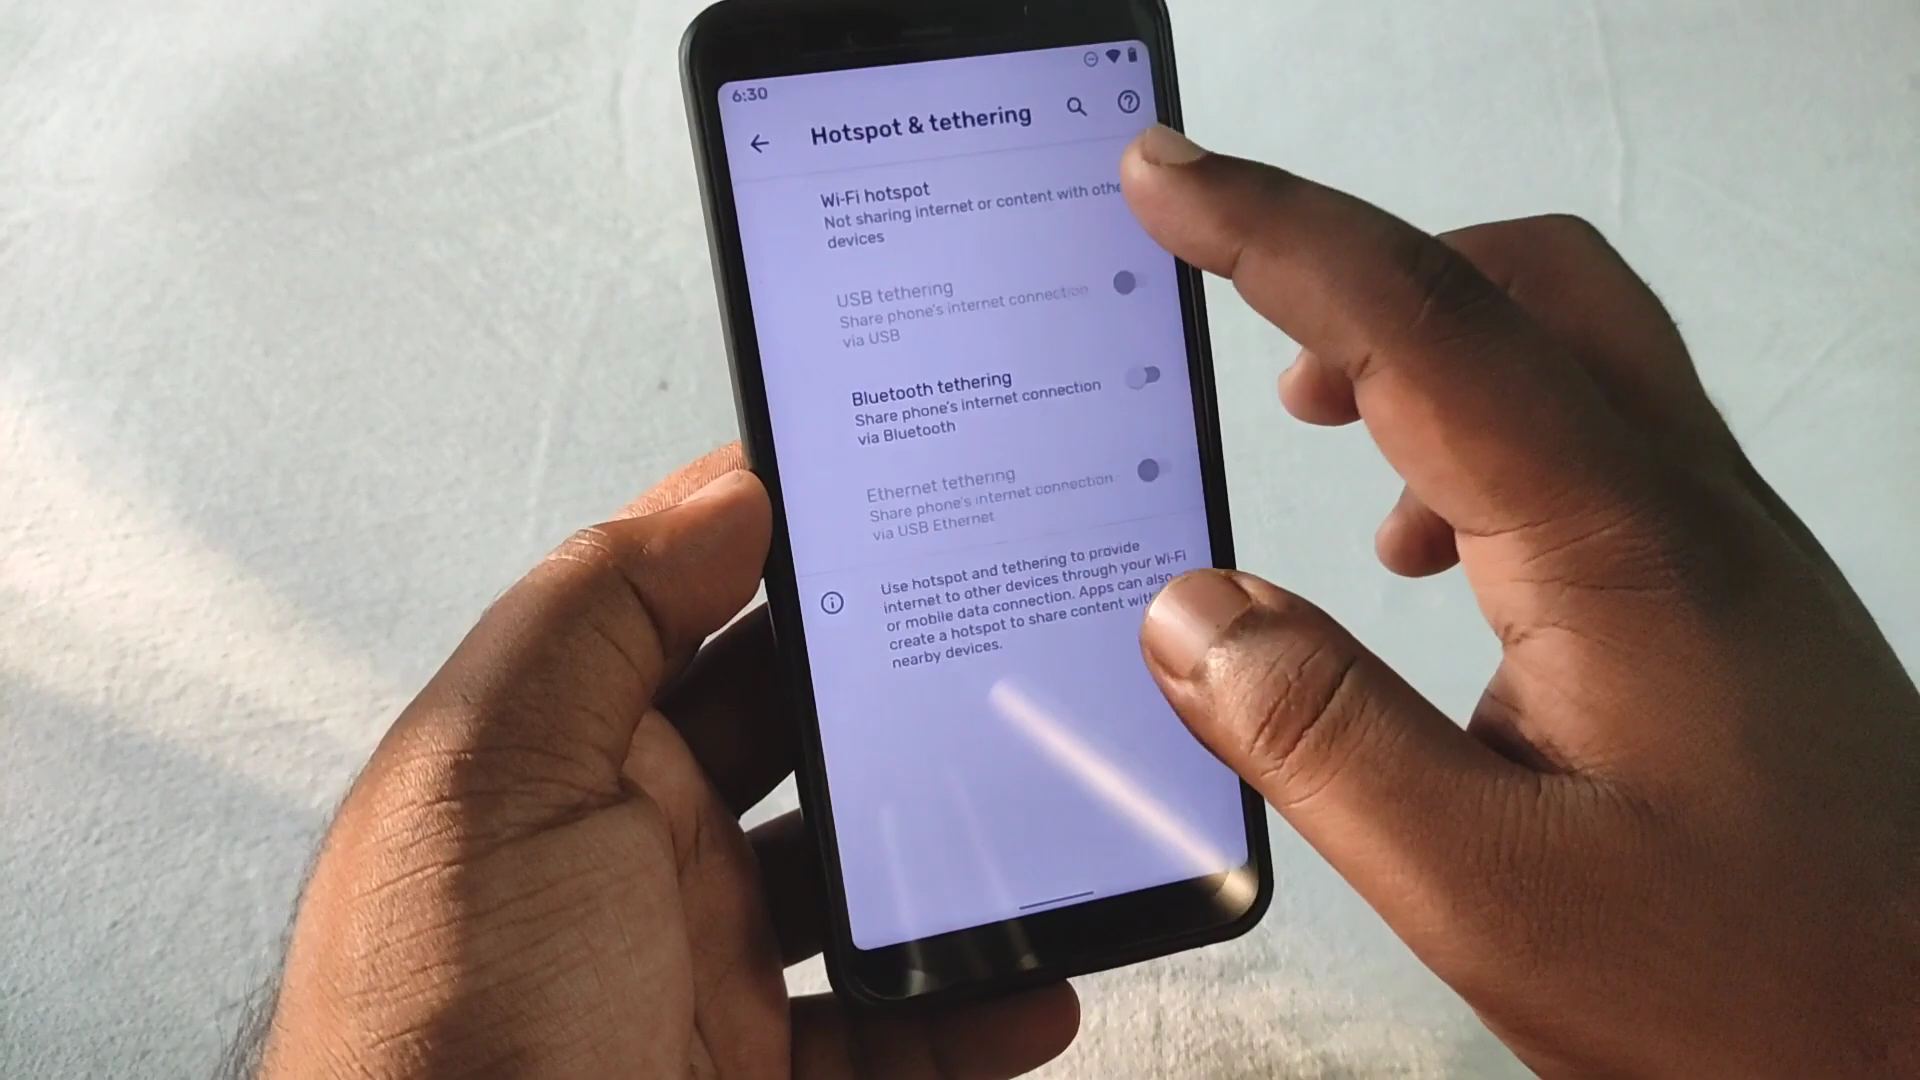 6:30
Hotspot & tethering
Wi-Fi hotspot
Not sharing internet or content with othe
devices
USB tethering
Share phone's internet connection
via USB
Bluetooth tethering
Share phone's internet connection
via Bluetooth
Ethernet tethering
Share phone's internet connection
via USB Ethernet
Use hotspot and tethering to provide
internet to other devices through your Wi-Fi
or mobile data connection. Apps can also
create a hotspot to share content with
nearby devices.